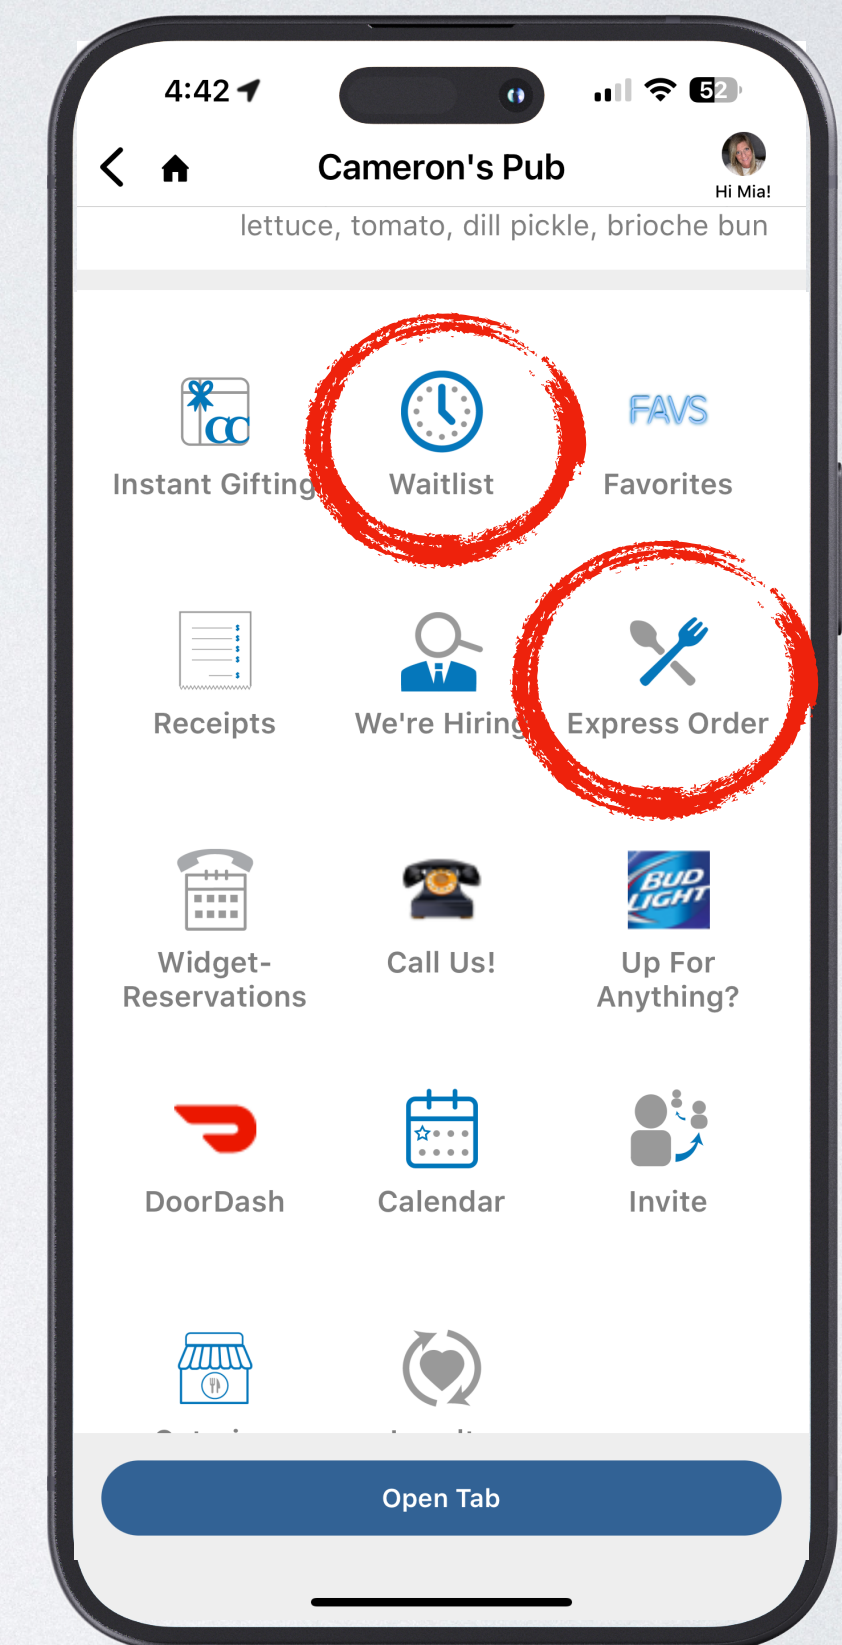 4:42
52
Cameron's Pub
Hi Mia!
lettuce, tomato, dill pickle, brioche bun
CC
FAVS
Instant Gifting
Waitlist
Favorites
$
$
$
$
$
Receipts
We're Hiring
Express Order
BUD
LIGHT
Widget-
Reservations
Call Us!
Up For
Anything?
DoorDash
Calendar
Invite
Open Tab